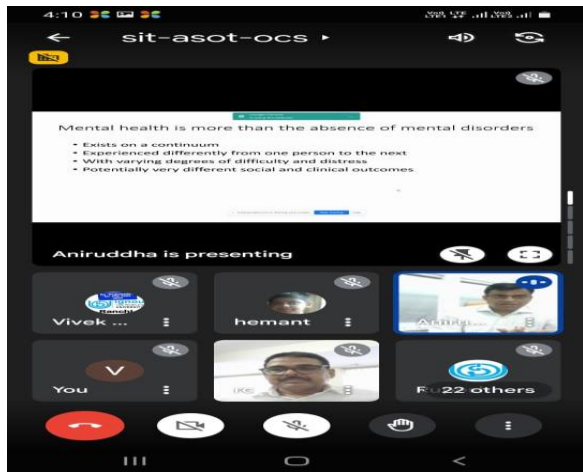 4:10
sit-asot-ocs
Mental health is more than the absence of mental disorders
• Exists on a continuum
• Experienced differently from one person to the next
• With varying degrees of difficulty and distress
• Potentially very different social and clinical outcomes
Aniruddha is presenting
Vivek ...
hemant
Aniru...
V
You
22 others